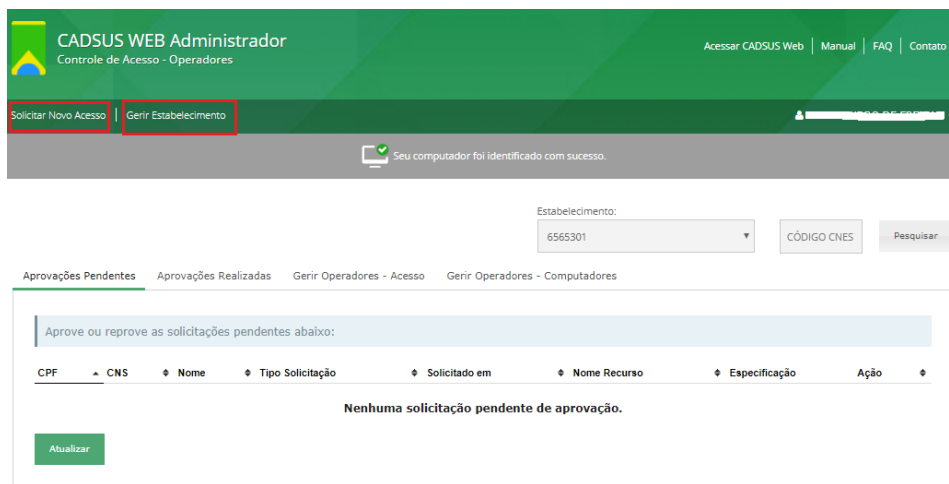 CADSUS WEB Administrador
Controle de Acesso - Operadores
Acessar CADSUS Web | Manual | FAQ | Contato
Solicitar Novo Acesso | Gerir Estabelecimento
Seu computador foi identificado com sucesso.
Estabelecimento:
6565301 CÓDIGO CNES Pesquisar
Aprovações Pendentes Aprovações Realizadas Gerir Operadores - Acesso Gerir Operadores - Computadores
Aprove ou reprove as solicitações pendentes abaixo:
CPF CNS Nome Tipo Solicitação Solicitado em Nome Recurso Especificação Ação
Nenhuma solicitação pendente de aprovação.
Atualizar